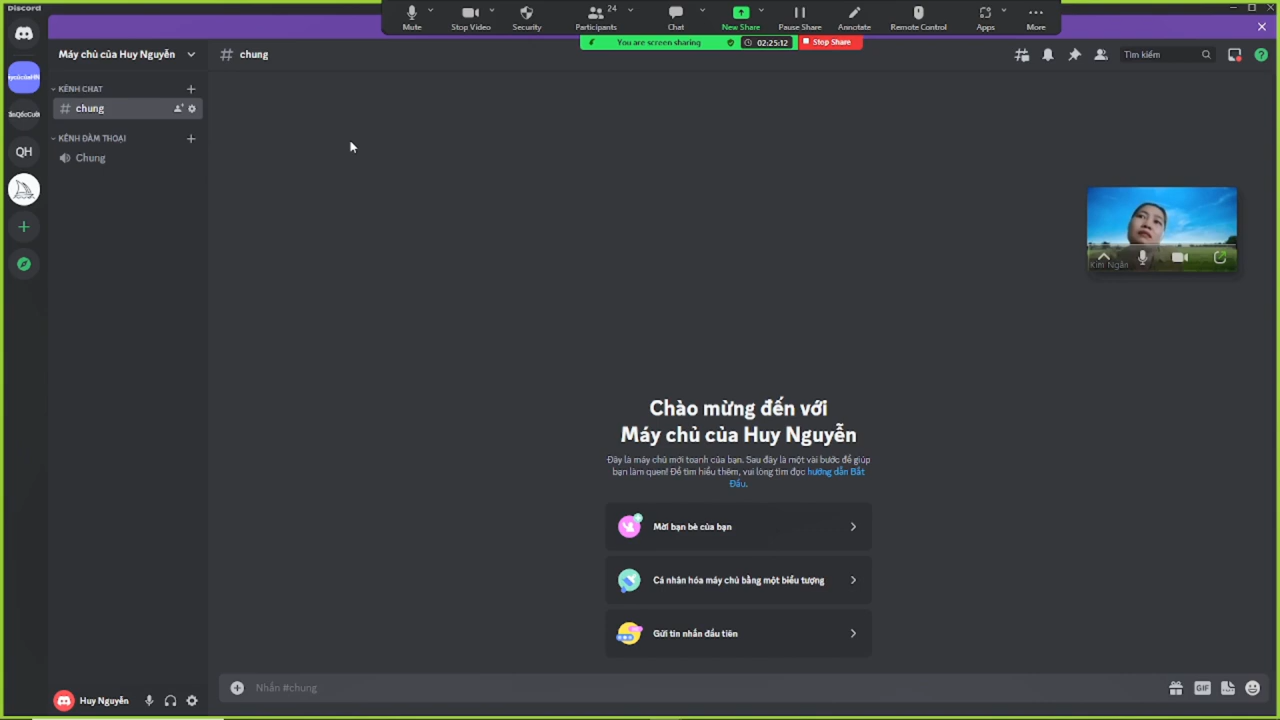 Discord
Mute
Stop Video
Security
24
Participants
Chat
New Share
Pause Share
Annotate
Remote Control
Apps
More
You are screen sharing
02:25:12
Stop Share
Máy chủ của Huy Nguyễn
chung
Tìm kiếm
KÊNH CHAT
chung
KÊNH ĐÀM THOẠI
Chung
QH
Kim Ngân
Chào mừng đến với
Máy chủ của Huy Nguyễn
Đây là máy chủ mới toanh của bạn. Sau đây là một vài bước để giúp
bạn làm quen! Để tìm hiểu thêm, vui lòng tìm đọc hướng dẫn Bắt
Đầu.
Mời bạn bè của bạn
Cá nhân hóa máy chủ bằng một biểu tượng
Gửi tin nhắn đầu tiên
Huy Nguyễn
Nhắn #chung
GIF